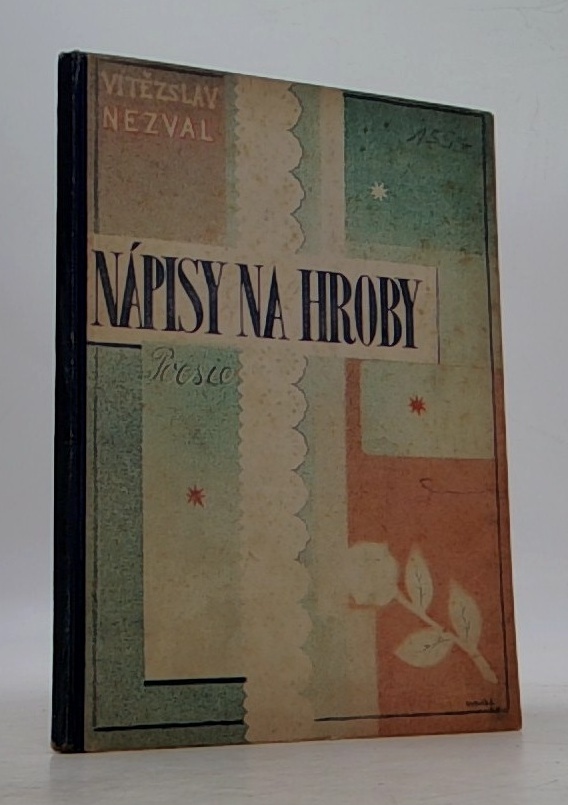 VÍTĚZSLAV
NEZVAL
NÁPISY NA HROBY
Poesie